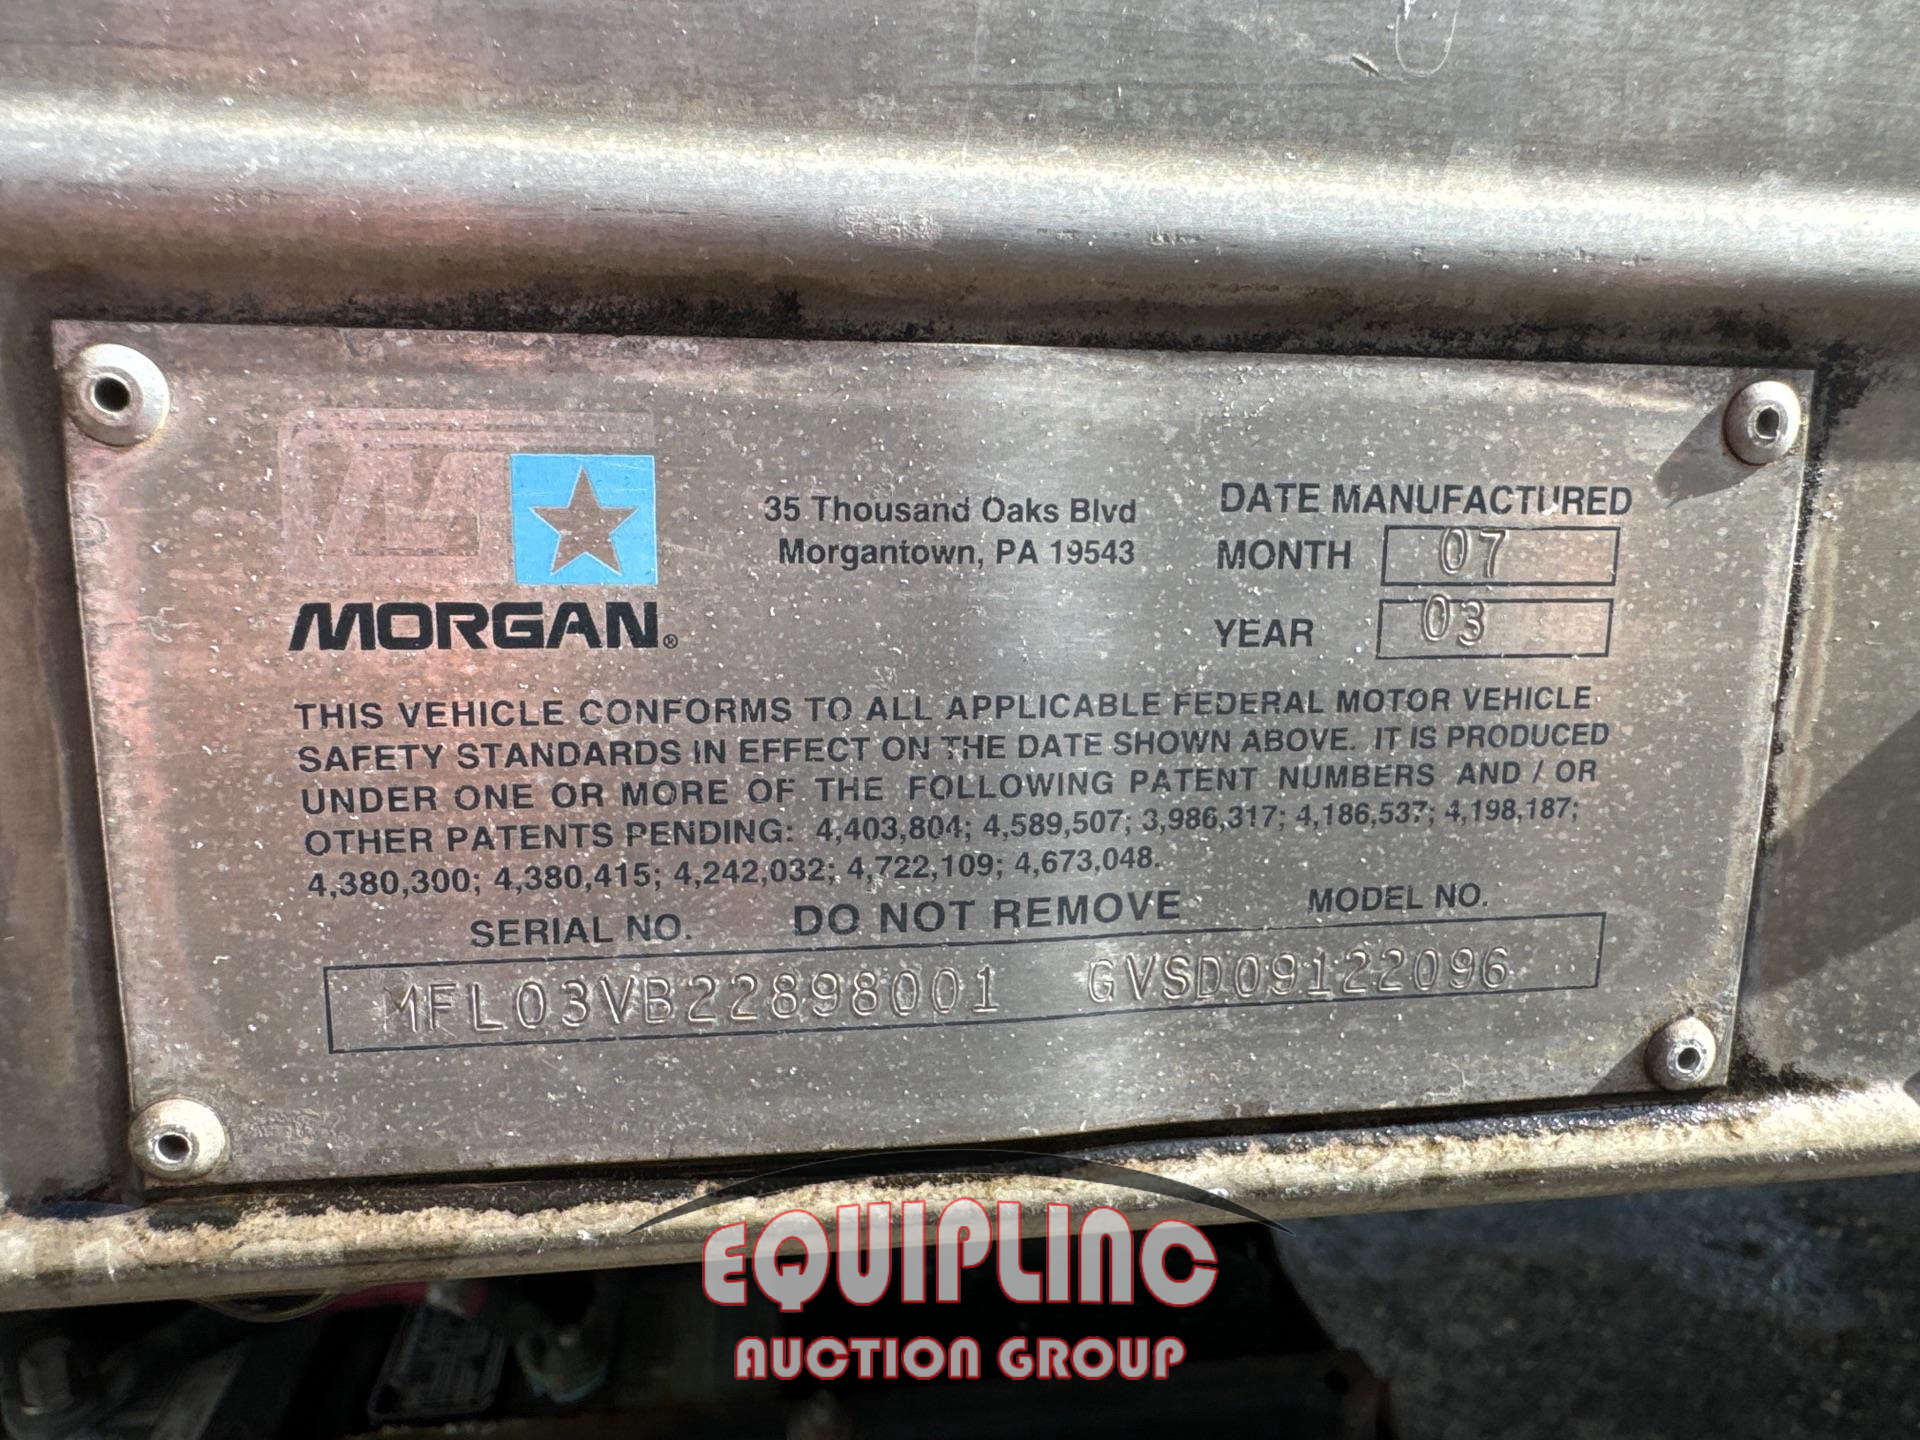 MORGAN®
35 Thousand Oaks Blvd
Morgantown, PA 19543
DATE MANUFACTURED
MONTH 07
YEAR 03
THIS VEHICLE CONFORMS TO ALL APPLICABLE FEDERAL MOTOR VEHICLE
SAFETY STANDARDS IN EFFECT ON THE DATE SHOWN ABOVE. IT IS PRODUCED
UNDER ONE OR MORE OF THE FOLLOWING PATENT NUMBERS AND / OR
OTHER PATENTS PENDING: 4,403,804; 4,589,507; 3,986,317; 4,186,537; 4,198,187;
4,380,300; 4,380,415; 4,242,032; 4,722,109; 4,673,048.
SERIAL NO. DO NOT REMOVE MODEL NO.
MFL03VB22898001 GVSD09122096
EQUIPLINC
AUCTION GROUP